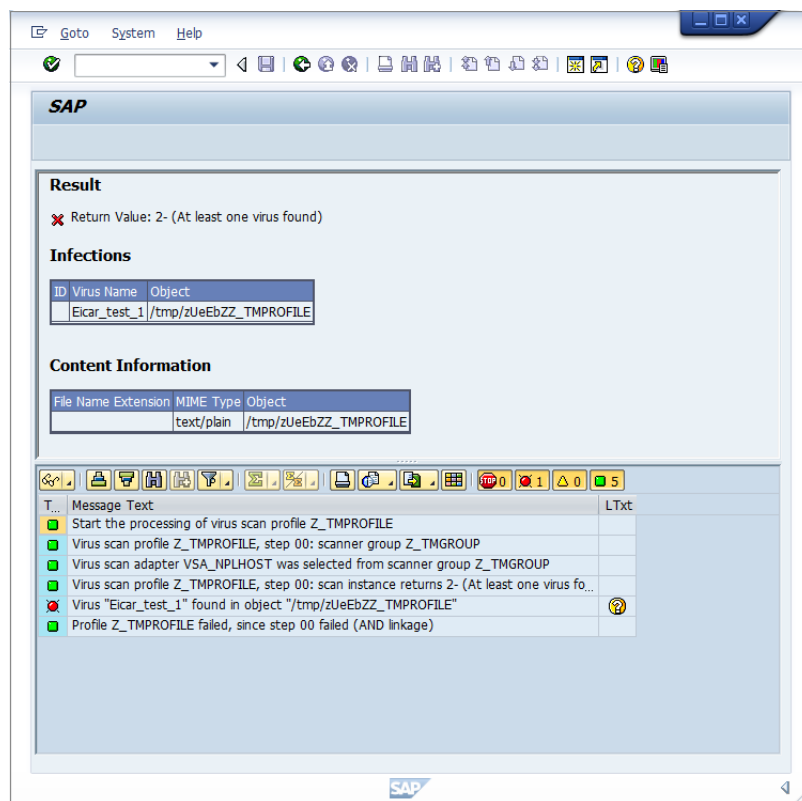 Goto System Help
SAP
Result
Return Value: 2- (At least one virus found)
Infections
ID Virus Name Object
Eicar_test_1 /tmp/zUeEbZZ_TMPROFILE
Content Information
File Name Extension MIME Type Object
text/plain /tmp/zUeEbZZ_TMPROFILE
STOP 0 1 0 5
T... Message Text LTxt
Start the processing of virus scan profile Z_TMPROFILE
Virus scan profile Z_TMPROFILE, step 00: scanner group Z_TMGROUP
Virus scan adapter VSA_NPLHOST was selected from scanner group Z_TMGROUP
Virus scan profile Z_TMPROFILE, step 00: scan instance returns 2- (At least one virus fo...
Virus "Eicar_test_1" found in object "/tmp/zUeEbZZ_TMPROFILE"
Profile Z_TMPROFILE failed, since step 00 failed (AND linkage)
SAP